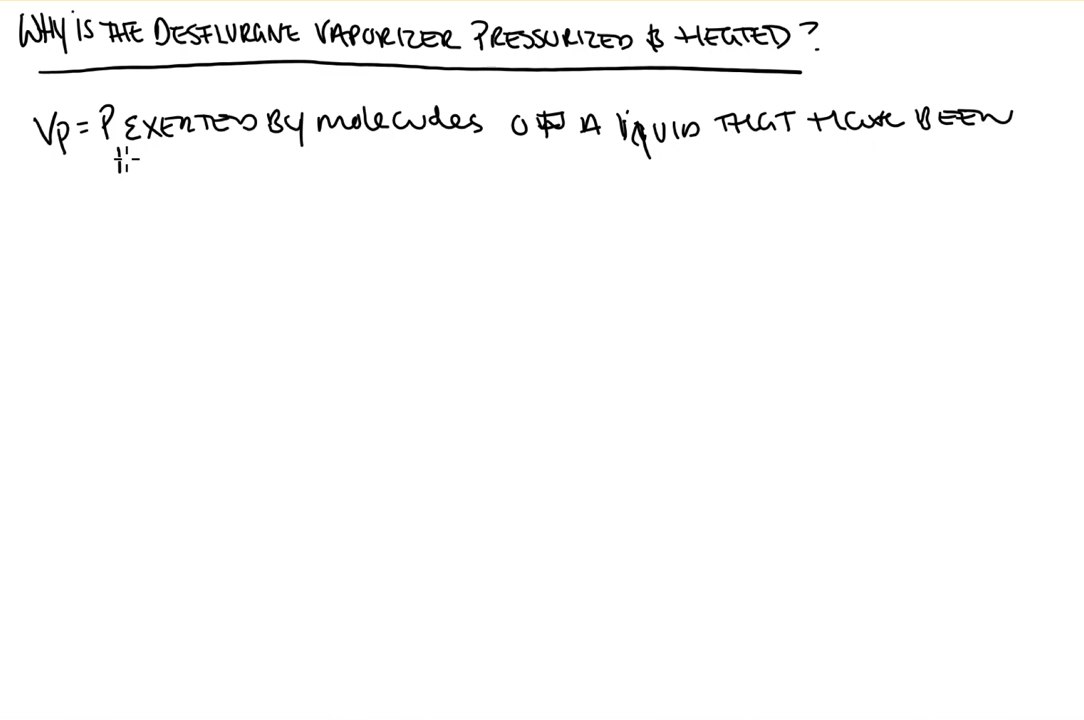 WHY IS THE DESFLURANE VAPORIZER PRESSURIZED & HEATED?
Vp = P EXERTED BY molecules OF A liquid THAT HAVE BEEN